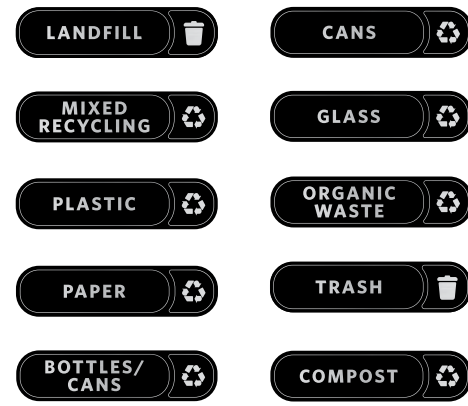 LANDFILL
CANS
MIXED
RECYCLING
GLASS
PLASTIC
ORGANIC
WASTE
PAPER
TRASH
BOTTLES/
CANS
COMPOST